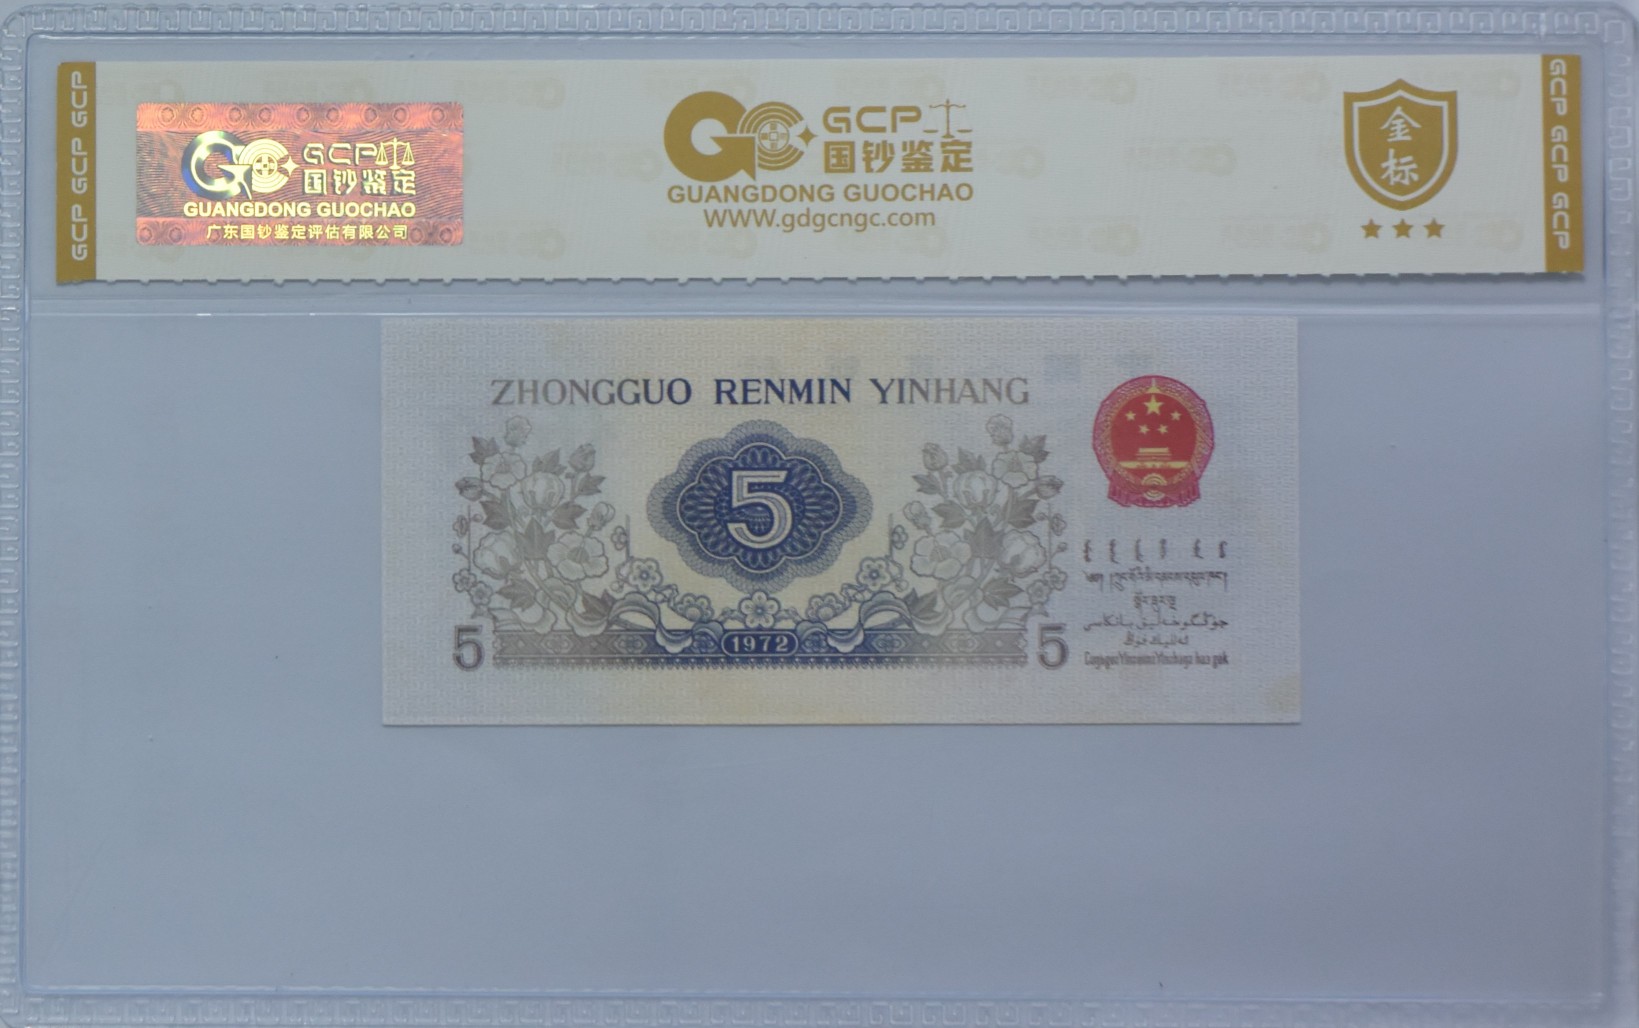 GCP GCP GCP
GCP
国钞鉴定
GUANGDONG GUOCHAO
广东国钞鉴定评估有限公司
GCP
国钞鉴定
GUANGDONG GUOCHAO
WWW.gdgcngc.com
金
标
GCP GCP GCP
ZHONGGUO RENMIN YINHANG
5
5
1972
5